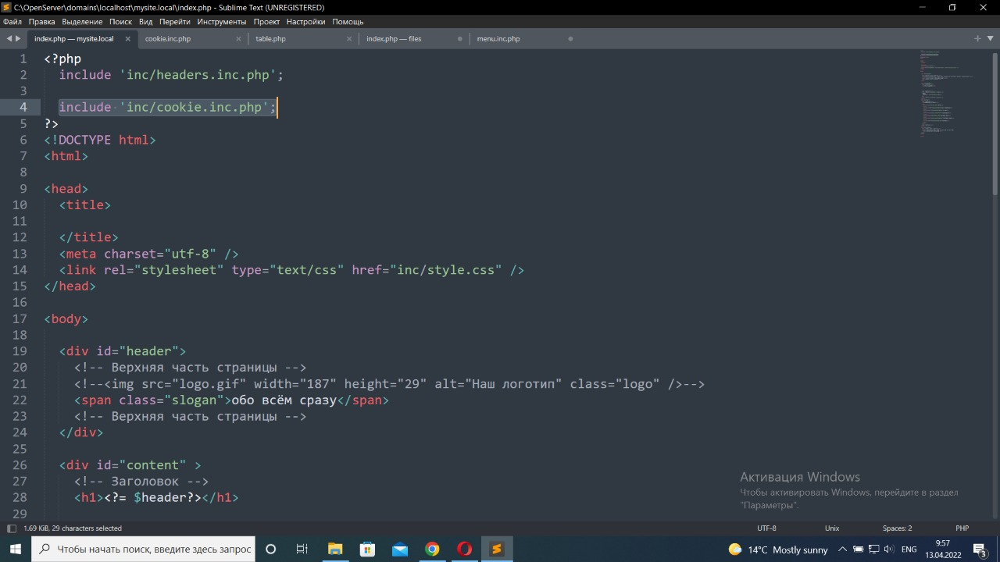 C:\OpenServer\domains\localhost\mysite.local\index.php - Sublime Text (UNREGISTERED)
Файл Правка Выделение Поиск Вид Перейти Инструменты Проект Настройки Помощь
index.php — mysite.local cookie.inc.php table.php index.php — files menu.inc.php
1 <?php
2 include 'inc/headers.inc.php';
3
4 include 'inc/cookie.inc.php';
5 ?>
6 <!DOCTYPE html>
7 <html>
8
9 <head>
10 <title>
11
12 </title>
13 <meta charset="utf-8" />
14 <link rel="stylesheet" type="text/css" href="inc/style.css" />
15 </head>
16
17 <body>
18
19 <div id="header">
20 <!-- Верхняя часть страницы -->
21 <!--<img src="logo.gif" width="187" height="29" alt="Наш логотип" class="logo" />-->
22 <span class="slogan">обо всём сразу</span>
23 <!-- Верхняя часть страницы -->
24 </div>
25
26 <div id="content" >
27 <!-- Заголовок -->
28 <h1><?= $header?></h1>
29
Активация Windows
Чтобы активировать Windows, перейдите в раздел
"Параметры".
1.69 KiB, 29 characters selected UTF-8 Unix Spaces: 2 PHP
Чтобы начать поиск, введите здесь запрос 14°C Mostly sunny ENG 9:57
13.04.2022 3